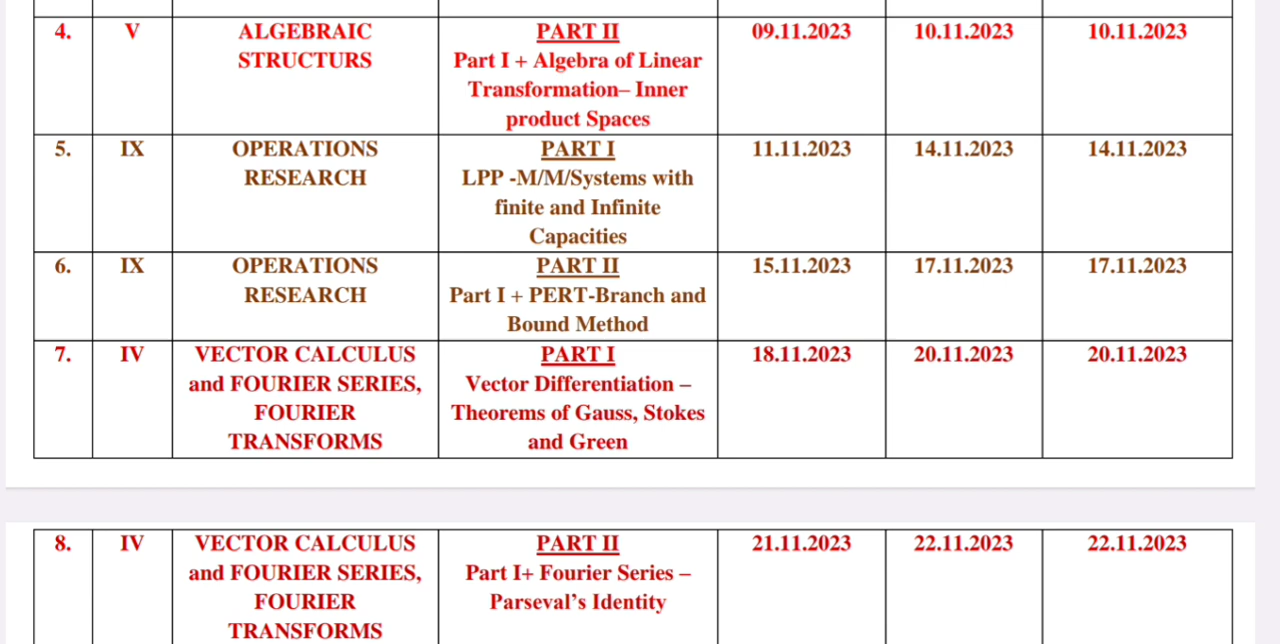 4. V ALGEBRAIC PART II 09.11.2023 10.11.2023 10.11.2023
STRUCTURS Part I + Algebra of Linear
Transformation– Inner
product Spaces
5. IX OPERATIONS PART I 11.11.2023 14.11.2023 14.11.2023
RESEARCH LPP -M/M/Systems with
finite and Infinite
Capacities
6. IX OPERATIONS PART II 15.11.2023 17.11.2023 17.11.2023
RESEARCH Part I + PERT-Branch and
Bound Method
7. IV VECTOR CALCULUS PART I 18.11.2023 20.11.2023 20.11.2023
and FOURIER SERIES, Vector Differentiation –
FOURIER Theorems of Gauss, Stokes
TRANSFORMS and Green
8. IV VECTOR CALCULUS PART II 21.11.2023 22.11.2023 22.11.2023
and FOURIER SERIES, Part I+ Fourier Series –
FOURIER Parseval’s Identity
TRANSFORMS